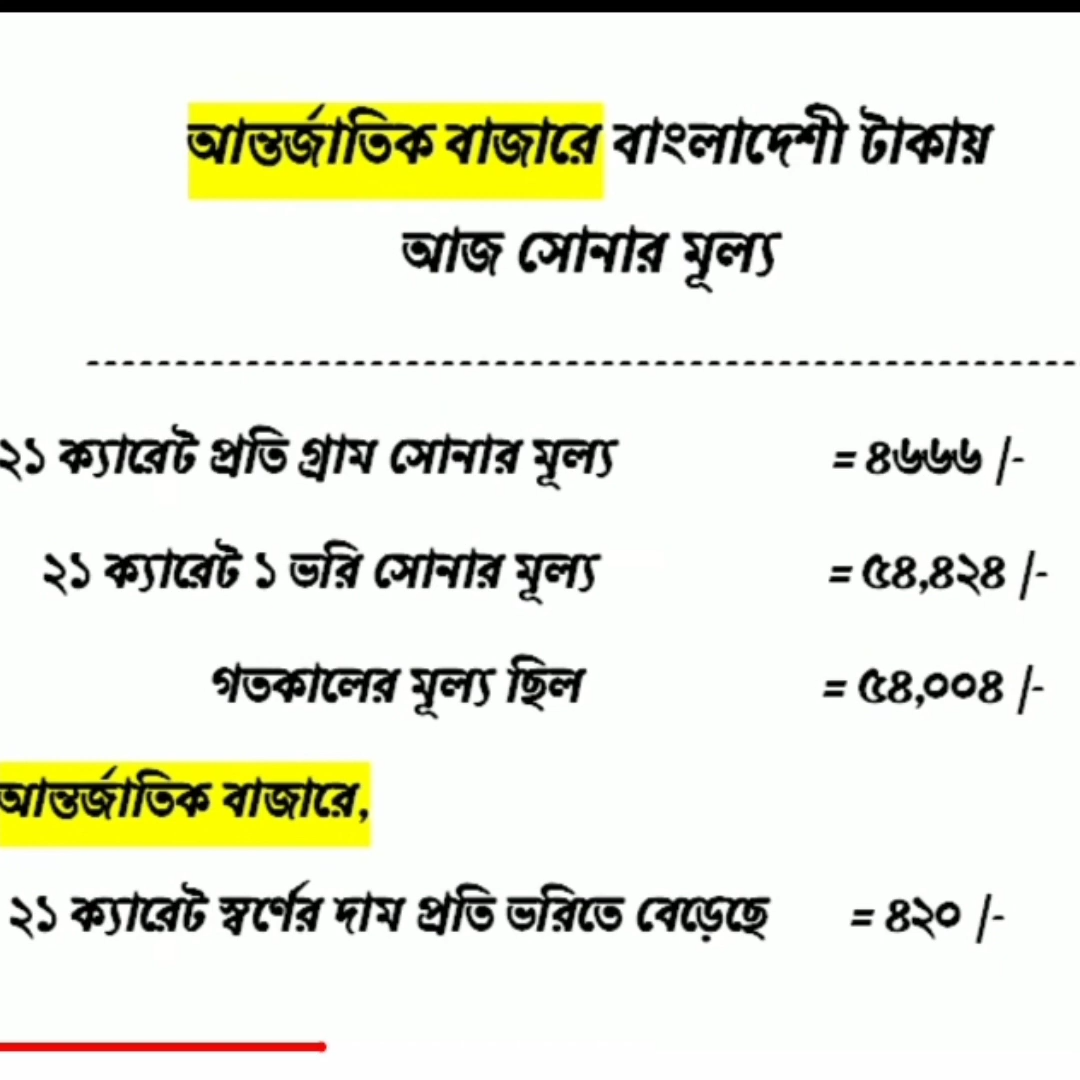 আন্তর্জাতিক বাজারে বাংলাদেশী টাকায়
আজ সোনার মূল্য
২১ ক্যারেট প্রতি গ্রাম সোনার মূল্য = ৪৬৬৬ /-
২১ ক্যারেট ১ ভরি সোনার মূল্য = ৫৪,৪২৪ /-
গতকালের মূল্য ছিল = ৫৪,০০৪ /-
আন্তর্জাতিক বাজারে,
২১ ক্যারেট স্বর্ণের দাম প্রতি ভরিতে বেড়েছে = ৪২০ /-